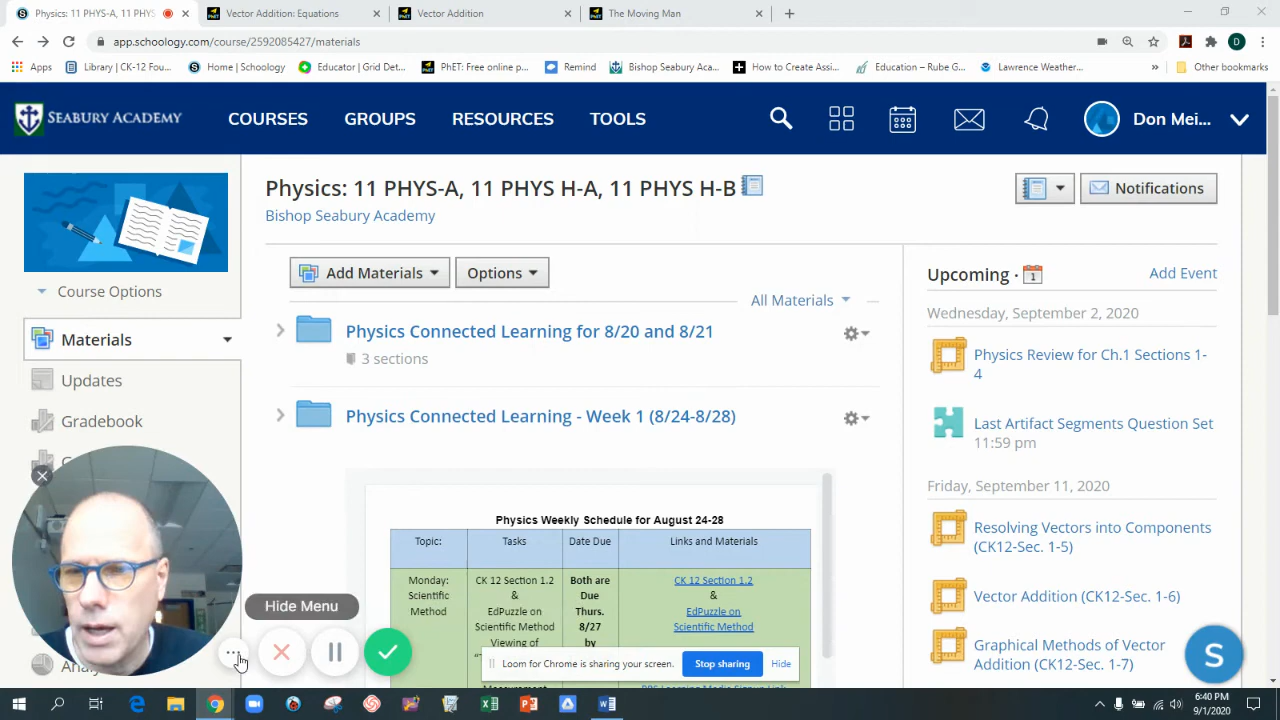 Physics: 11 PHYS-A, 11 PHYS
Vector Addition: Equations
Vector Addition
The Moving Man
app.schoology.com/course/2592085427/materials
D
Apps
Library | CK-12 Fou...
Home | Schoology
Educator | Grid Det...
PhET: Free online p...
Remind
Bishop Seabury Aca...
How to Create Assi...
Education – Rube G...
Lawrence Weather...
»
Other bookmarks
SEABURY ACADEMY
COURSES
GROUPS
RESOURCES
TOOLS
Don Mei...
Physics: 11 PHYS-A, 11 PHYS H-A, 11 PHYS H-B
Bishop Seabury Academy
Notifications
Course Options
Materials
Updates
Gradebook
Add Materials
Options
All Materials
Physics Connected Learning for 8/20 and 8/21
3 sections
Physics Connected Learning - Week 1 (8/24-8/28)
Physics Weekly Schedule for August 24-28
Topic:
Tasks
Date Due
Links and Materials
Monday:
Scientific
Method
CK 12 Section 1.2
&
EdPuzzle on
Scientific Method
Viewing of
Both are
Due
Thurs.
8/27
by
CK 12 Section 1.2
&
EdPuzzle on
Scientific Method
Upcoming · 1
Add Event
Wednesday, September 2, 2020
Physics Review for Ch.1 Sections 1-
4
Last Artifact Segments Question Set
11:59 pm
Friday, September 11, 2020
Resolving Vectors into Components
(CK12-Sec. 1-5)
Vector Addition (CK12-Sec. 1-6)
Graphical Methods of Vector
Addition (CK12-Sec. 1-7)
S
Hide Menu
Loom for Chrome is sharing your screen.
Stop sharing
Hide
6:40 PM
9/1/2020